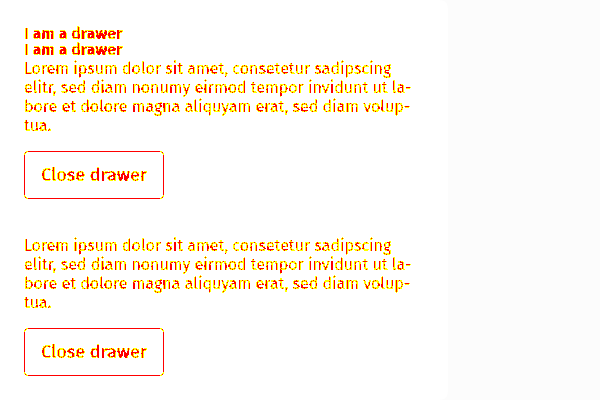 I am a drawer
I am a drawer
Lorem ipsum dolor sit amet, consetetur sadipscing
elitr, sed diam nonumy eirmod tempor invidunt ut la-
bore et dolore magna aliquyam erat, sed diam volup-
tua.
Close drawer
Lorem ipsum dolor sit amet, consetetur sadipscing
elitr, sed diam nonumy eirmod tempor invidunt ut la-
bore et dolore magna aliquyam erat, sed diam volup-
tua.
Close drawer